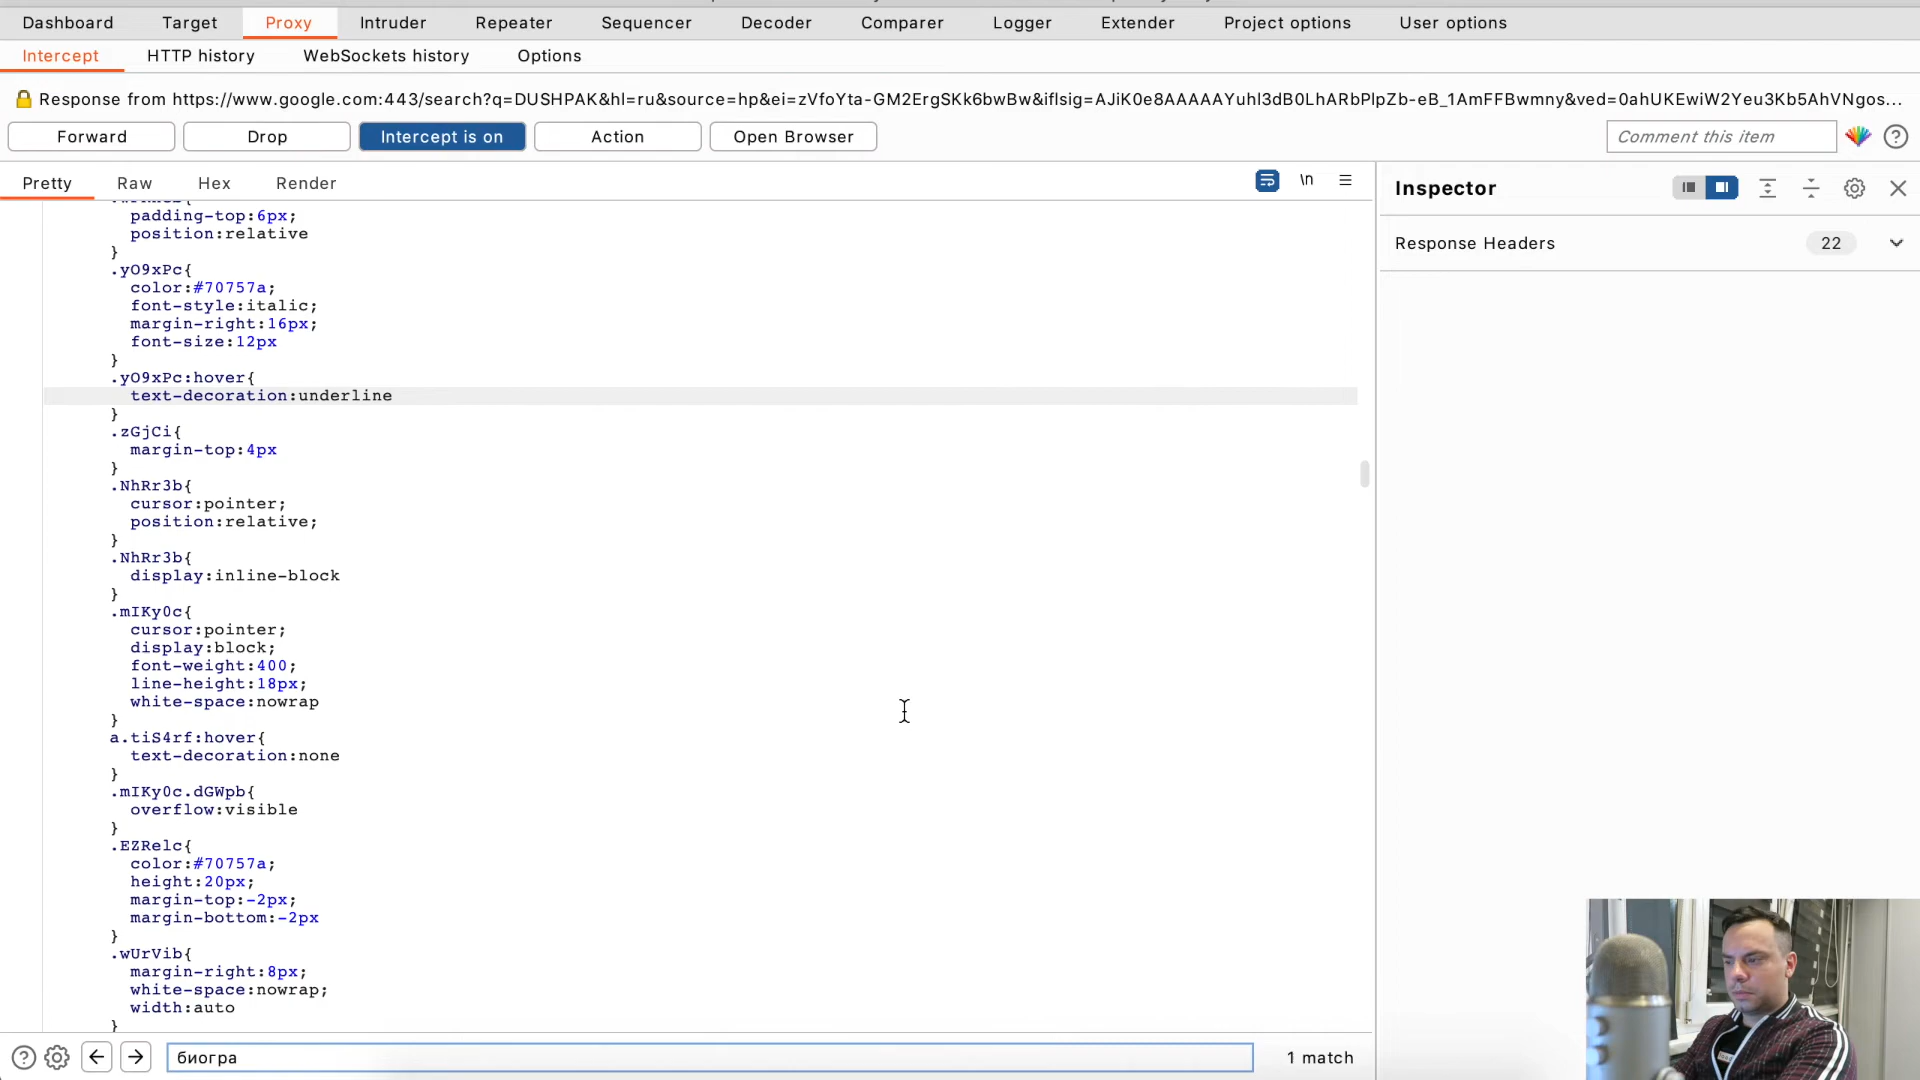 Dashboard Target Proxy Intruder Repeater Sequencer Decoder Comparer Logger Extender Project options User options
Intercept HTTP history WebSockets history Options
Response from https://www.google.com:443/search?q=DUSHPAK&hl=ru&source=hp&ei=zVfoYta-GM2ErgSKk6bwBw&iflsig=AJiK0e8AAAAAYuhl3dB0LhARbPlpZb-eB_1AmFFBwmny&ved=0ahUKEwiW2Yeu3Kb5AhVNgos...
Forward Drop Intercept is on Action Open Browser Comment this item
Pretty Raw Hex Render \n
Inspector
Response Headers 22
padding-top:6px;
position:relative
}
.yO9xPc{
color:#70757a;
font-style:italic;
margin-right:16px;
font-size:12px
}
.yO9xPc:hover{
text-decoration:underline
}
.zGjCi{
margin-top:4px
}
.NhRr3b{
cursor:pointer;
position:relative;
}
.NhRr3b{
display:inline-block
}
.mIKy0c{
cursor:pointer;
display:block;
font-weight:400;
line-height:18px;
white-space:nowrap
}
a.tiS4rf:hover{
text-decoration:none
}
.mIKy0c.dGWpb{
overflow:visible
}
.EZRelc{
color:#70757a;
height:20px;
margin-top:-2px;
margin-bottom:-2px
}
.wUrVib{
margin-right:8px;
white-space:nowrap;
width:auto
}
биогра 1 match